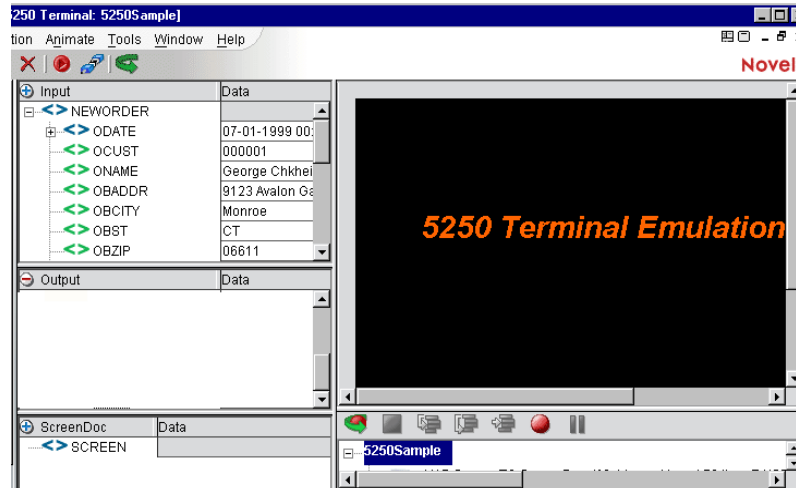 5250 Terminal: 5250Sample]
tion Animate Tools Window Help
Novel
Input Data
NEWORDER
ODATE 07-01-1999 00:
OCUST 000001
ONAME George Chkhei
OBADDR 9123 Avalon Ga
OBCITY Monroe
OBST CT
OBZIP 06611
5250 Terminal Emulation
Output Data
ScreenDoc Data
SCREEN
5250Sample